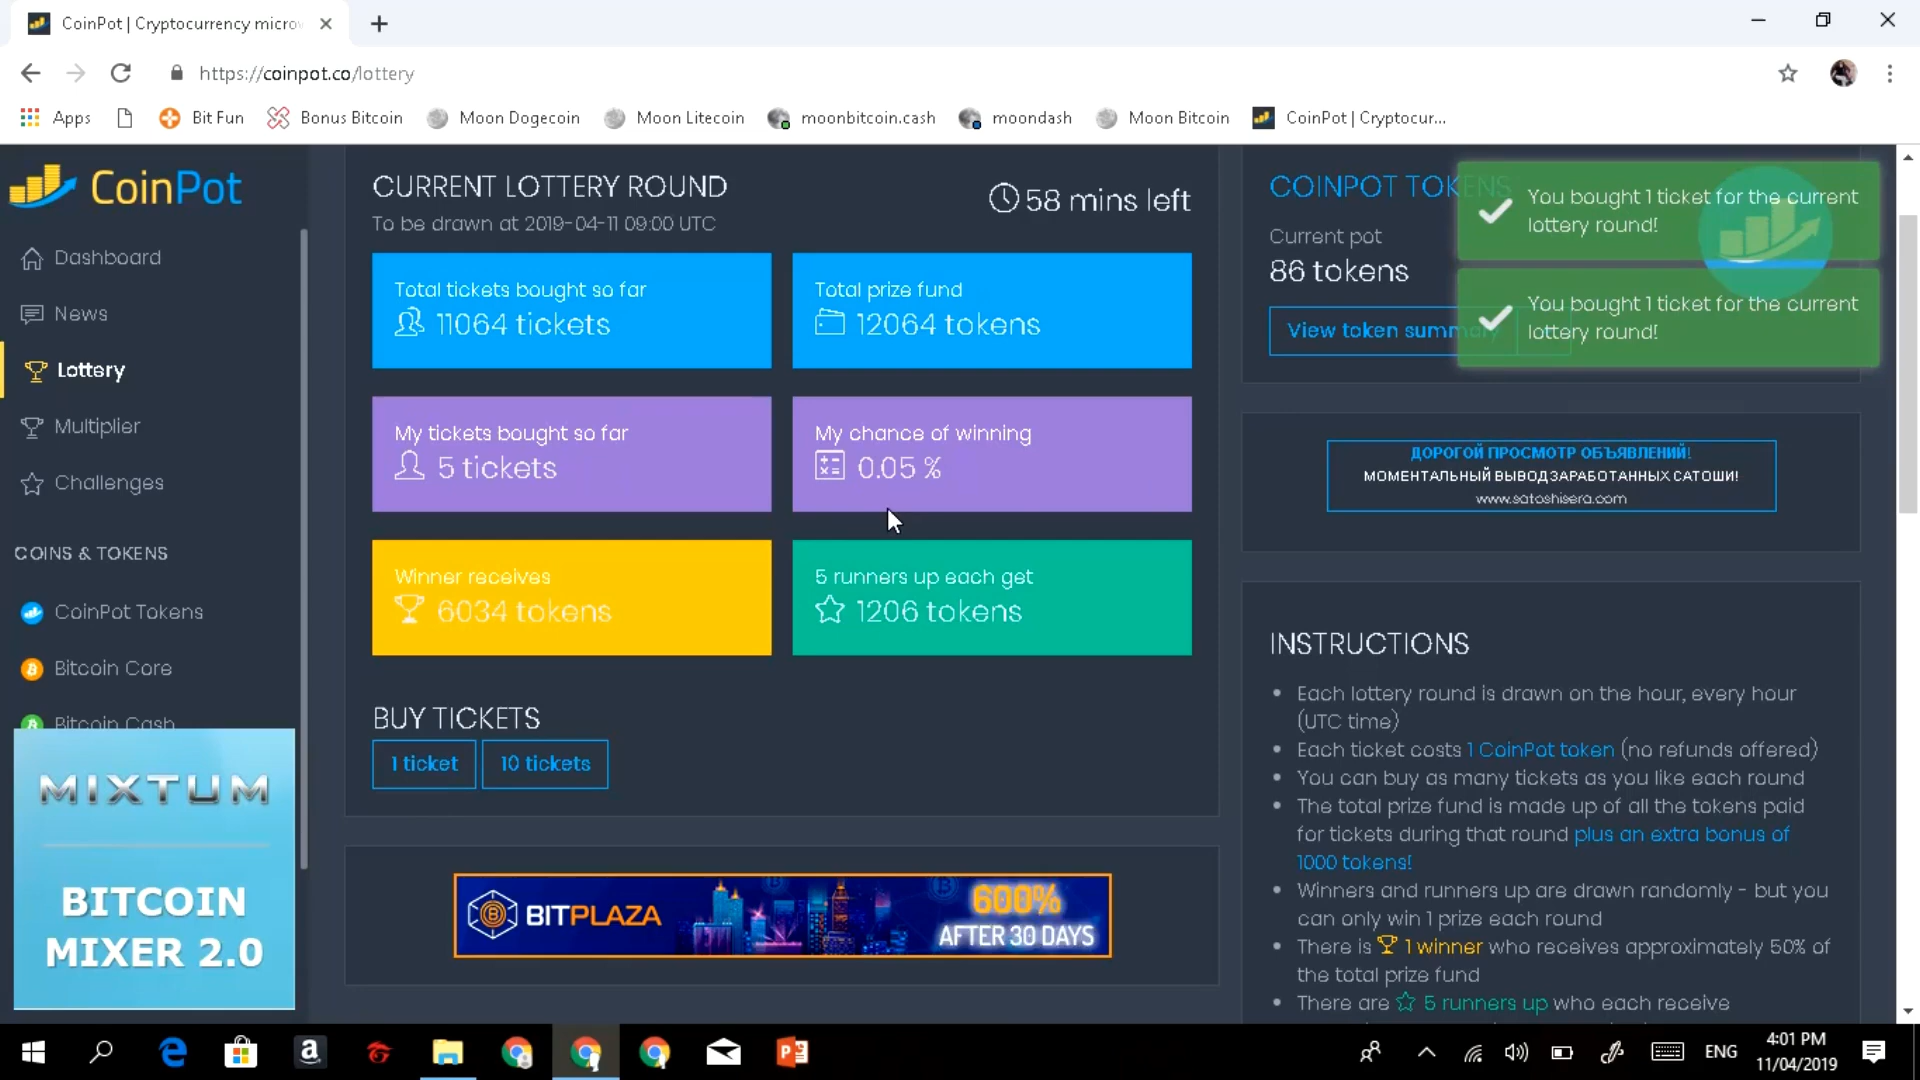 CoinPot | Cryptocurrency micro
https://coinpot.co/lottery
Apps
Bit Fun
Bonus Bitcoin
Moon Dogecoin
Moon Litecoin
moonbitcoin.cash
moondash
Moon Bitcoin
CoinPot | Cryptocur...
CoinPot
Dashboard
News
Lottery
Multiplier
Challenges
COINS & TOKENS
CoinPot Tokens
Bitcoin Core
Bitcoin Cash
MIXTUM
BITCOIN
MIXER 2.0
CURRENT LOTTERY ROUND
58 mins left
To be drawn at 2019-04-11 09:00 UTC
Total tickets bought so far
11064 tickets
Total prize fund
12064 tokens
My tickets bought so far
5 tickets
My chance of winning
0.05 %
Winner receives
6034 tokens
5 runners up each get
1206 tokens
BUY TICKETS
1 ticket
10 tickets
BITPLAZA
600%
AFTER 30 DAYS
COINPOT TOKENS
Current pot
86 tokens
View token summary
You bought 1 ticket for the current
lottery round!
You bought 1 ticket for the current
lottery round!
ДОРОГОЙ ПРОСМОТР ОБЪЯВЛЕНИЙ!
МОМЕНТАЛЬНЫЙ ВЫВОД ЗАРАБОТАННЫХ САТОШИ!
www.satoshisera.com
INSTRUCTIONS
• Each lottery round is drawn on the hour, every hour
(UTC time)
• Each ticket costs 1 CoinPot token (no refunds offered)
• You can buy as many tickets as you like each round
• The total prize fund is made up of all the tokens paid
for tickets during that round plus an extra bonus of
1000 tokens!
• Winners and runners up are drawn randomly - but you
can only win 1 prize each round
• There is 1 winner who receives approximately 50% of
the total prize fund
• There are 5 runners up who each receive
ENG
4:01 PM
11/04/2019